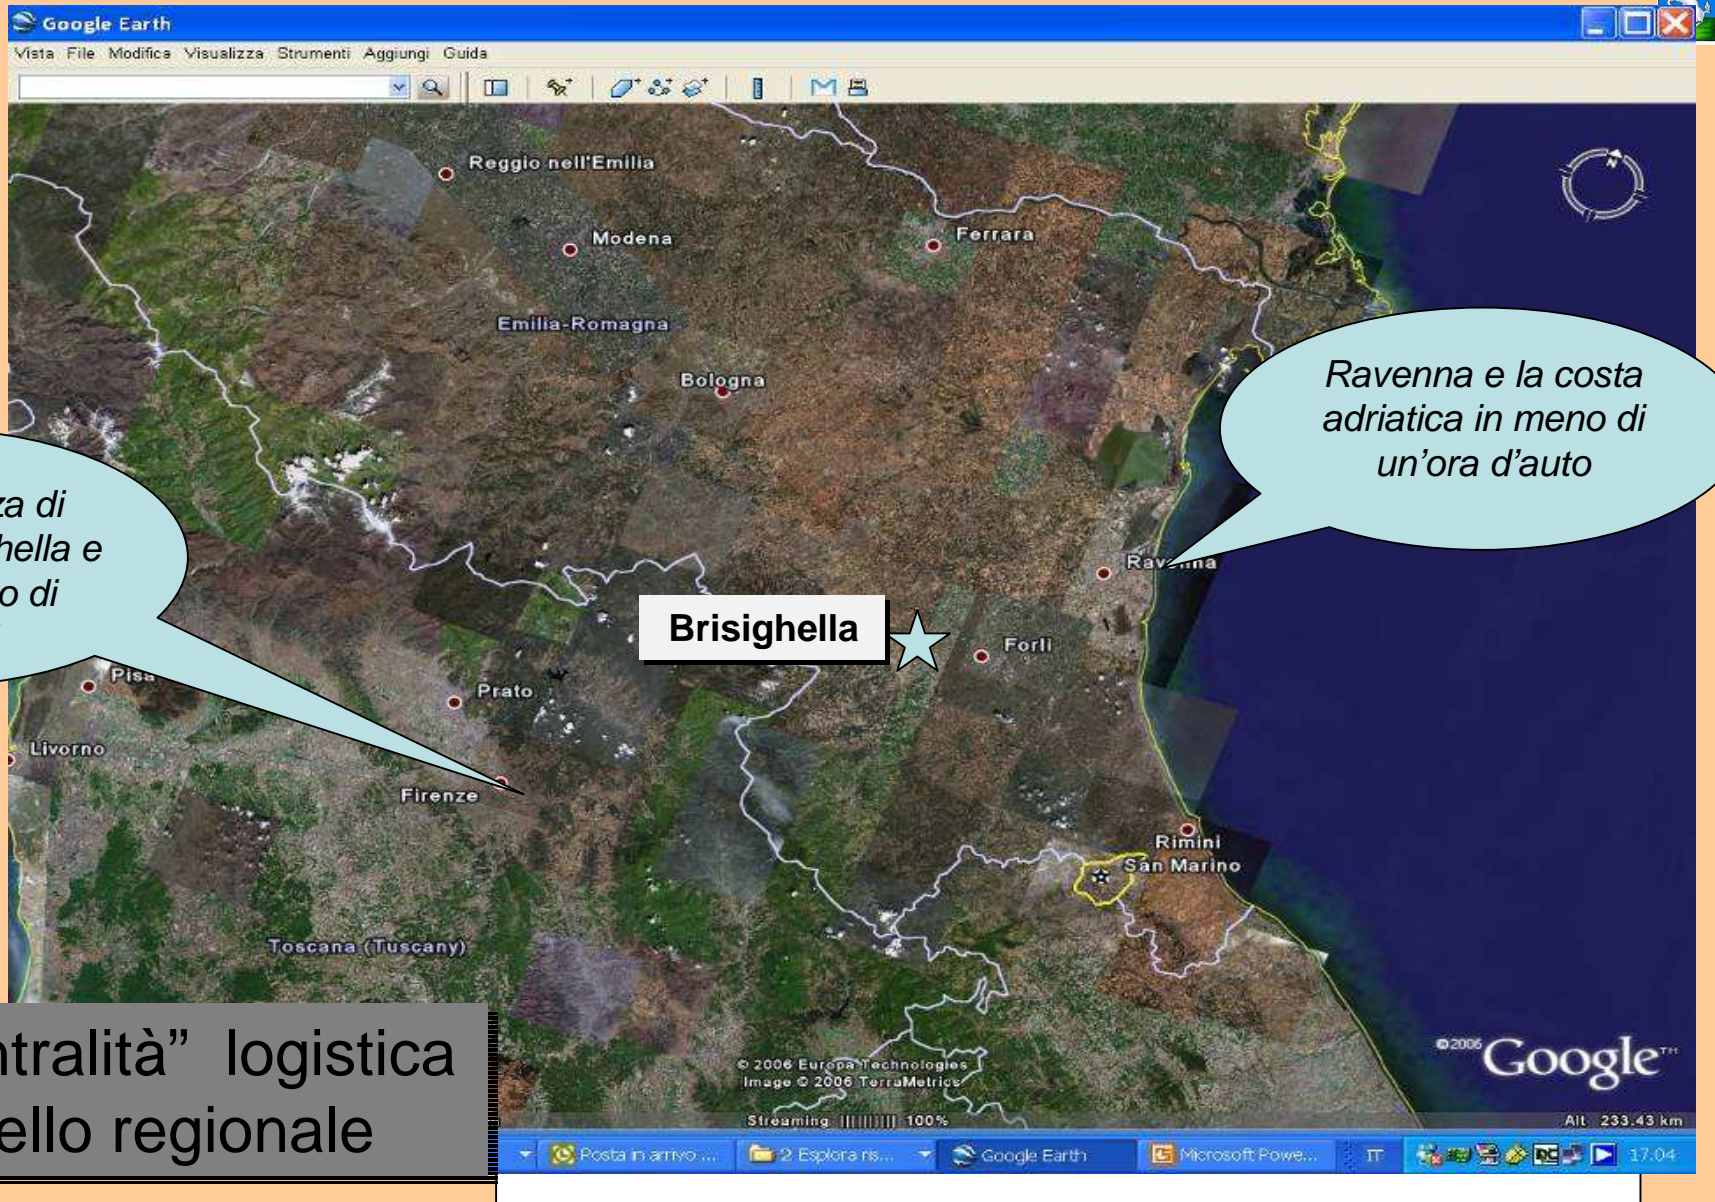 Google Earth
Vista File Modifica Visualizza Strumenti Aggiungi Guida
Reggio nell'Emilia
Modena
Ferrara
Emilia-Romagna
Bologna
Ravenna e la costa
adriatica in meno di
un’ora d’auto
za di
hella e
o di
Ravenna
Brisighella
Forlì
Pisa
Prato
Livorno
Firenze
Rimini
San Marino
Toscana (Tuscany)
ntralità” logistica
ello regionale
© 2006 Europa Technologies
Image © 2006 TerraMetrics
©2006 Google™
Streaming |||||||||| 100%
Alt 233.43 km
Posta in arrivo ...
2 Esplora ris...
Google Earth
Microsoft Powe...
IT
17.04